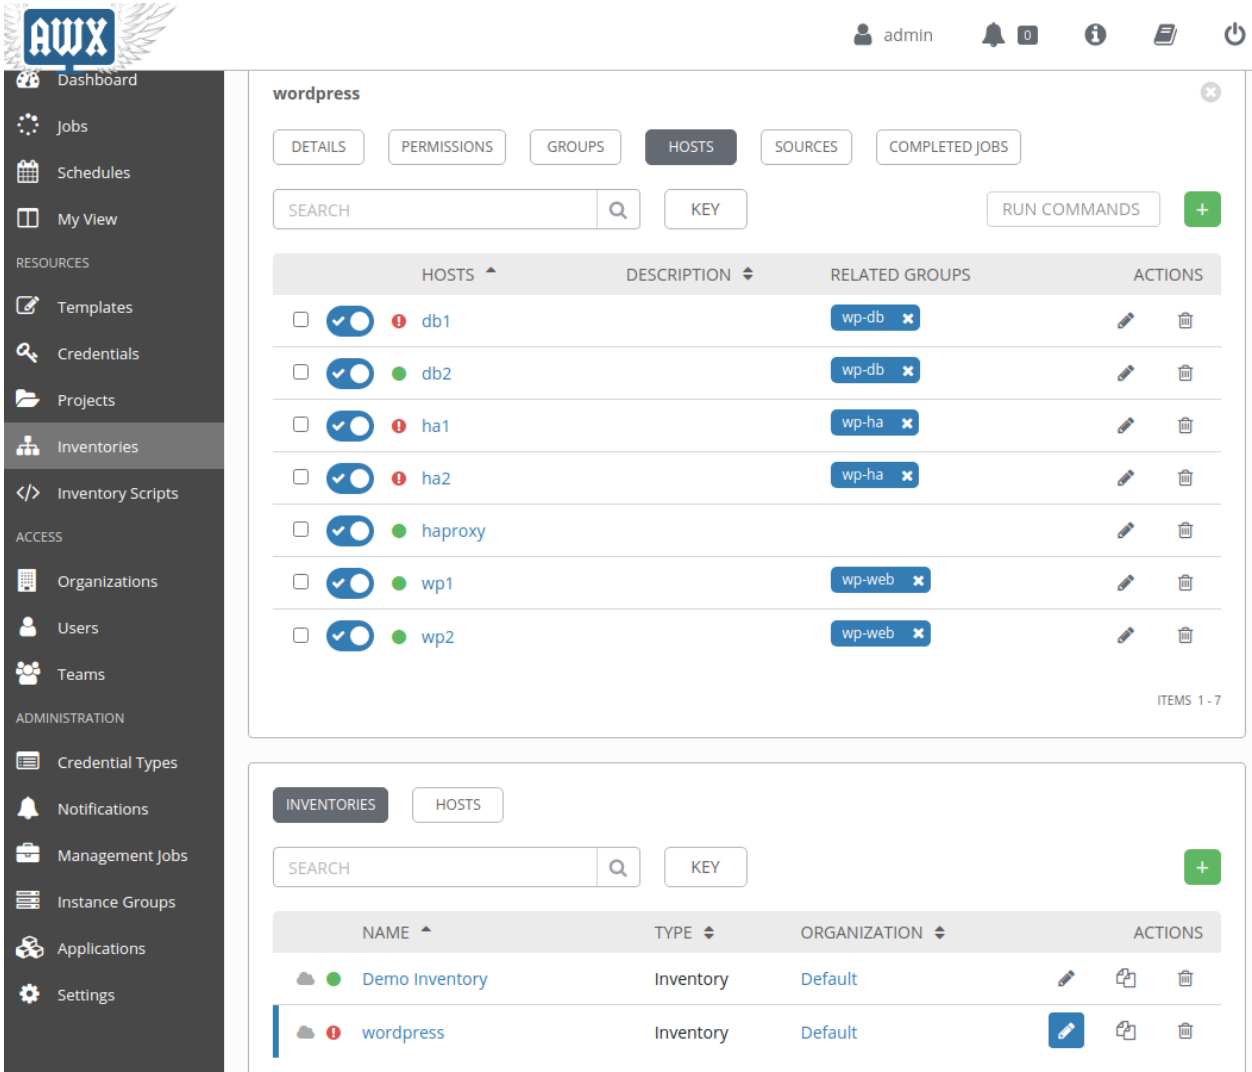 AWX
admin
0
Dashboard
Jobs
Schedules
My View
RESOURCES
Templates
Credentials
Projects
Inventories
Inventory Scripts
ACCESS
Organizations
Users
Teams
ADMINISTRATION
Credential Types
Notifications
Management Jobs
Instance Groups
Applications
Settings
wordpress
DETAILS PERMISSIONS GROUPS HOSTS SOURCES COMPLETED JOBS
SEARCH KEY RUN COMMANDS +
HOSTS DESCRIPTION RELATED GROUPS ACTIONS
db1 wp-db
db2 wp-db
ha1 wp-ha
ha2 wp-ha
haproxy
wp1 wp-web
wp2 wp-web
ITEMS 1 - 7
INVENTORIES HOSTS
SEARCH KEY +
NAME TYPE ORGANIZATION ACTIONS
Demo Inventory Inventory Default
wordpress Inventory Default